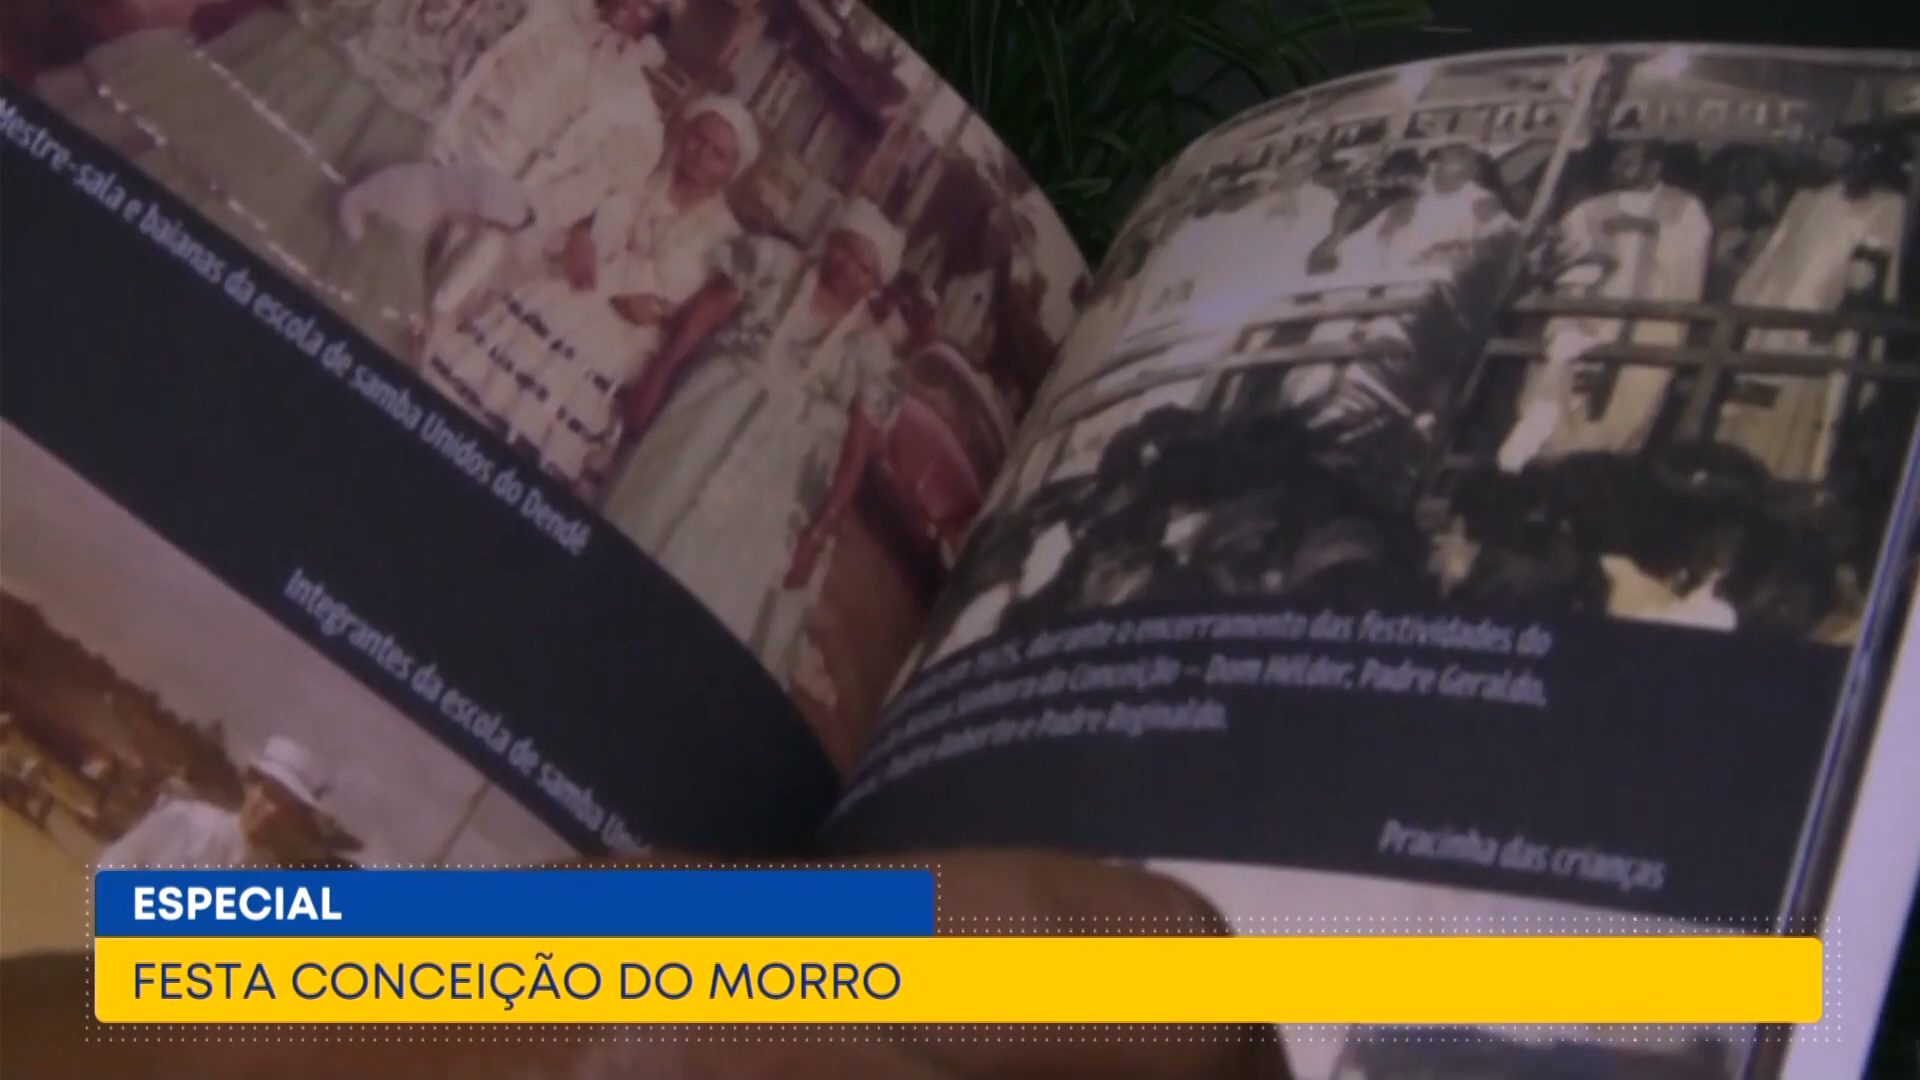 Mestre-sala e baianas da escola de samba Unidos do Dendê
Integrantes da escola de samba
durante o encerramento das festividades do
Senhora da Conceição – Dom Hélder, Padre Geraldo,
e Padre Reginaldo.
Pracinha das crianças
ESPECIAL
FESTA CONCEIÇÃO DO MORRO